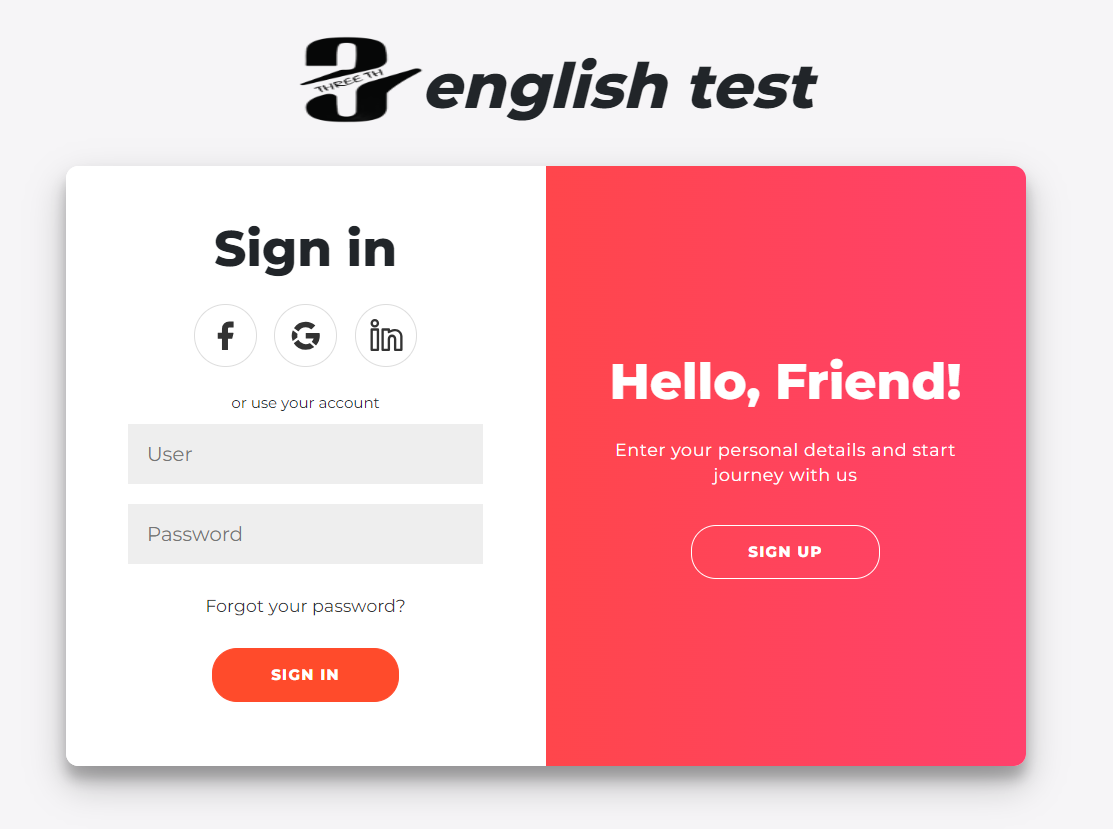 THREE TH
english test
Sign in
or use your account
User
Password
Forgot your password?
SIGN IN
Hello, Friend!
Enter your personal details and start
journey with us
SIGN UP